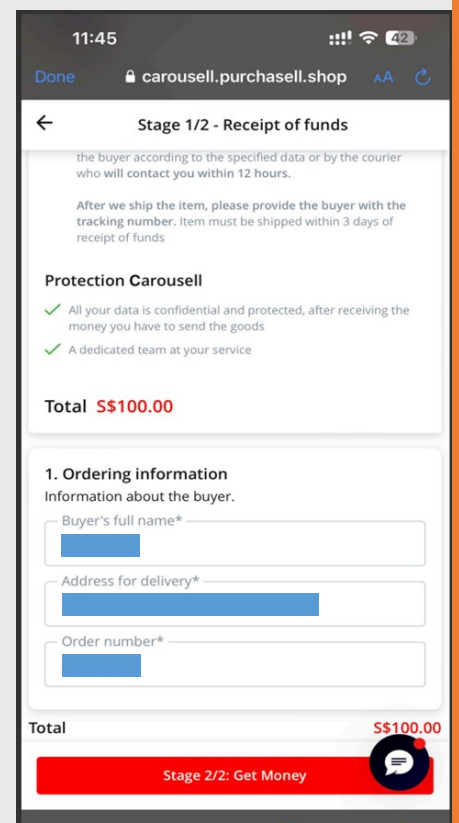 11:45
42
Done carousell.purchasell.shop AA
Stage 1/2 - Receipt of funds
the buyer according to the specified data or by the courier
who will contact you within 12 hours.
After we ship the item, please provide the buyer with the
tracking number. Item must be shipped within 3 days of
receipt of funds
Protection Carousell
All your data is confidential and protected, after receiving the
money you have to send the goods
A dedicated team at your service
Total S$100.00
1. Ordering information
Information about the buyer.
Buyer's full name*
Address for delivery*
Order number*
Total S$100.00
Stage 2/2: Get Money